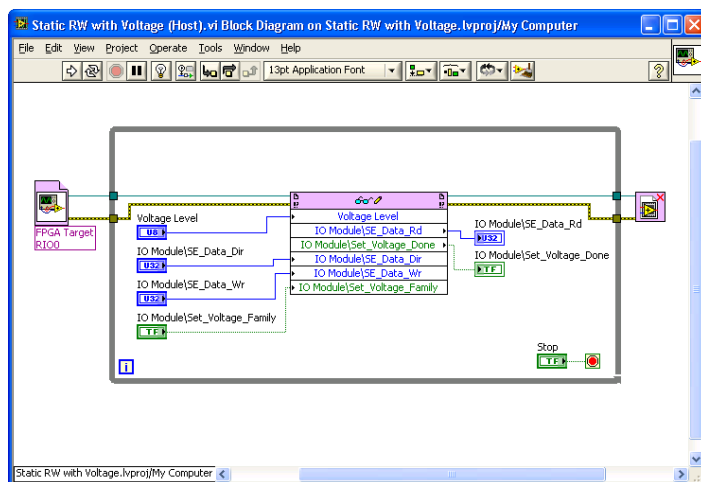 Static RW with Voltage (Host).vi Block Diagram on Static RW with Voltage.lvproj/My Computer
File Edit View Project Operate Tools Window Help
13pt Application Font
?
FPGA Target
RIO0
Voltage Level
U8
IO Module\SE_Data_Dir
U32
IO Module\SE_Data_Wr
U32
IO Module\Set_Voltage_Family
TF
Voltage Level
IO Module\SE_Data_Rd
IO Module\Set_Voltage_Done
IO Module\SE_Data_Dir
IO Module\SE_Data_Wr
IO Module\Set_Voltage_Family
IO Module\SE_Data_Rd
U32
IO Module\Set_Voltage_Done
TF
Stop
TF
i
Static RW with Voltage.lvproj/My Computer